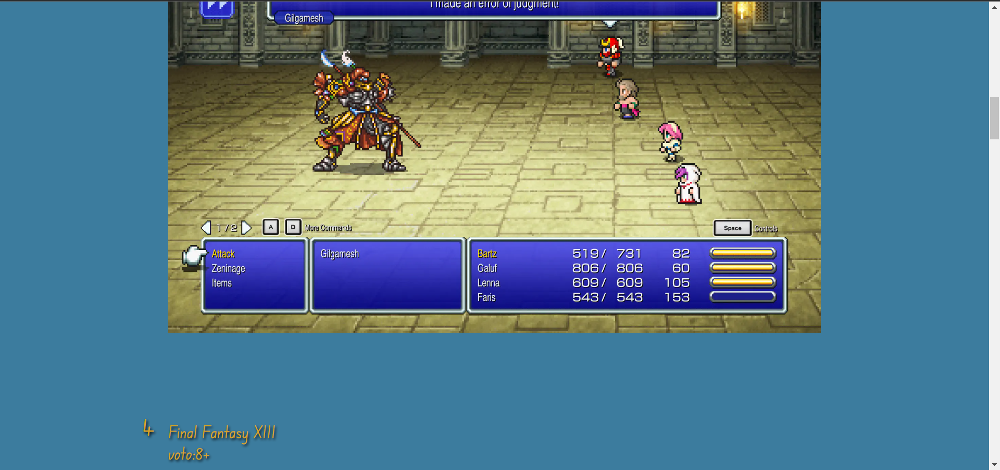 I made an error of judgment!
Gilgamesh
1/2 A D More Commands
Space Controls
Attack
Zeninage
Items
Gilgamesh
Bartz 519/ 731 82
Galuf 806/ 806 60
Lenna 609/ 609 105
Faris 543/ 543 153
4 Final Fantasy XIII
voto:8+